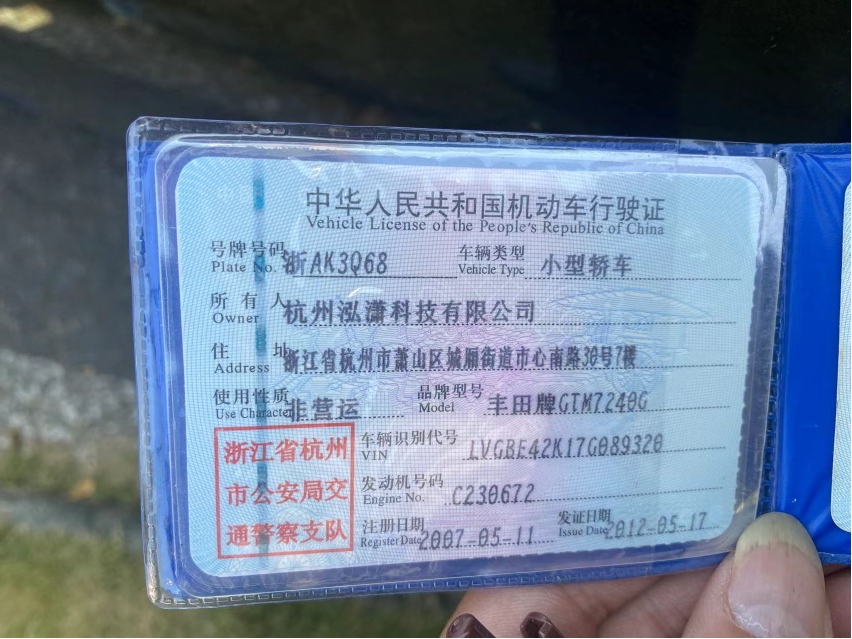 中华人民共和国机动车行驶证
Vehicle License of the People's Republic of China
号牌号码 浙AK3Q68 车辆类型 小型轿车
Plate No. Vehicle Type
所有人 杭州泓潇科技有限公司
Owner
住址 浙江省杭州市萧山区城厢街道市心南路30号7楼
Address
使用性质 非营运 品牌型号 丰田牌GTM7240G
Use Character Model
浙江省杭州市公安局交通警察支队
车辆识别代号 LVGBE42K17G089320
VIN
发动机号码 C230672
Engine No.
注册日期 2007-05-11 发证日期 2012-05-17
Register Date Issue Date